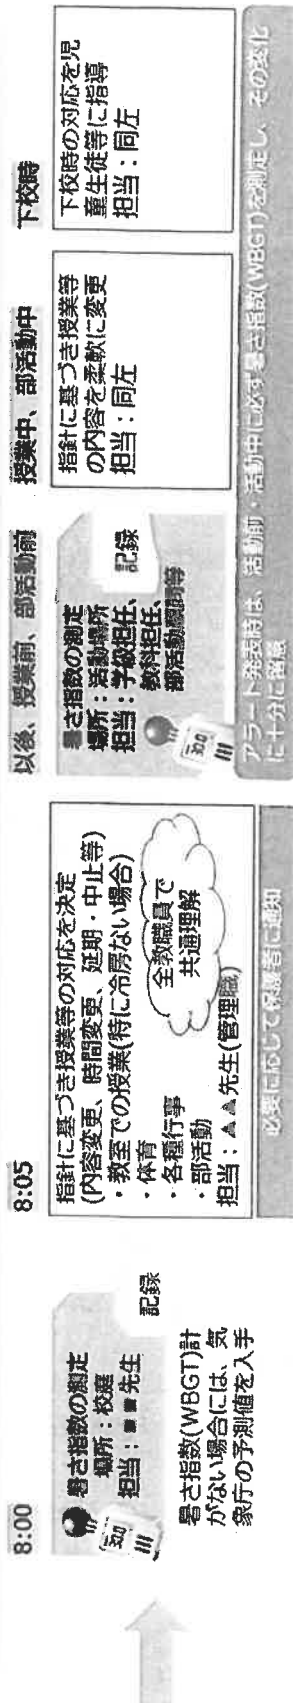 8:00
暑さ指数の測定
場所：校庭
担当：■■先生
記録
暑さ指数(WBGT)計
がない場合には、気
象庁の予測値を入手
8:05
指針に基づき授業等の対応を決定
(内容変更、時間変更、延期・中止等)
・教室での授業(特に冷房ない場合)
・体育
・各種行事
・部活動
担当：▲▲先生(管理職)
全教職員で
共通理解
必要に応じて保護者に通知
以後、授業前、部活動前
暑さ指数の測定
場所：活動場所
担当：学級担任、
教科担任、
部活動顧問等
記録
授業中、部活動中
指針に基づき授業等
の内容を柔軟に変更
担当：同左
下校時
下校時の対応を児
童生徒等に指導
担当：同左
アラート発表時は、活動前・活動中に必ず暑さ指数(WBGT)を測定し、その変化
に十分に留意